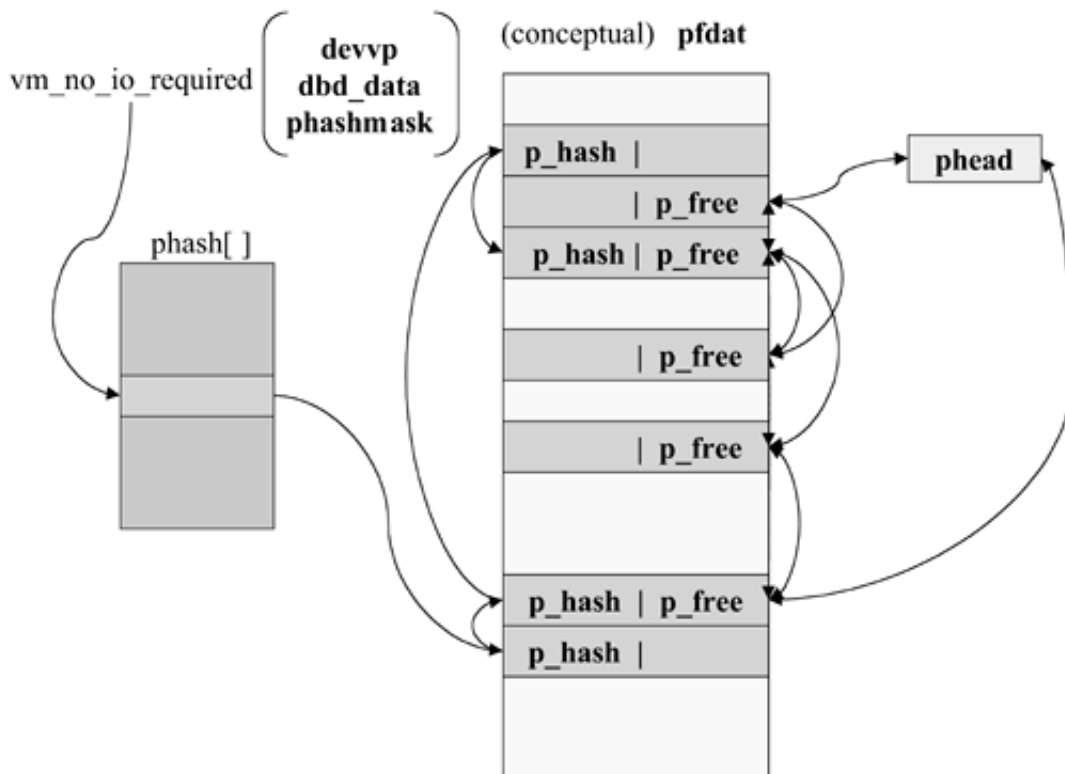 (conceptual) pfdat
devvp
vm_no_io_required
dbd_data
phashmask
p_hash |
phead
| p_free
phash[ ]
p_hash | p_free
| p_free
| p_free
p_hash | p_free
p_hash |